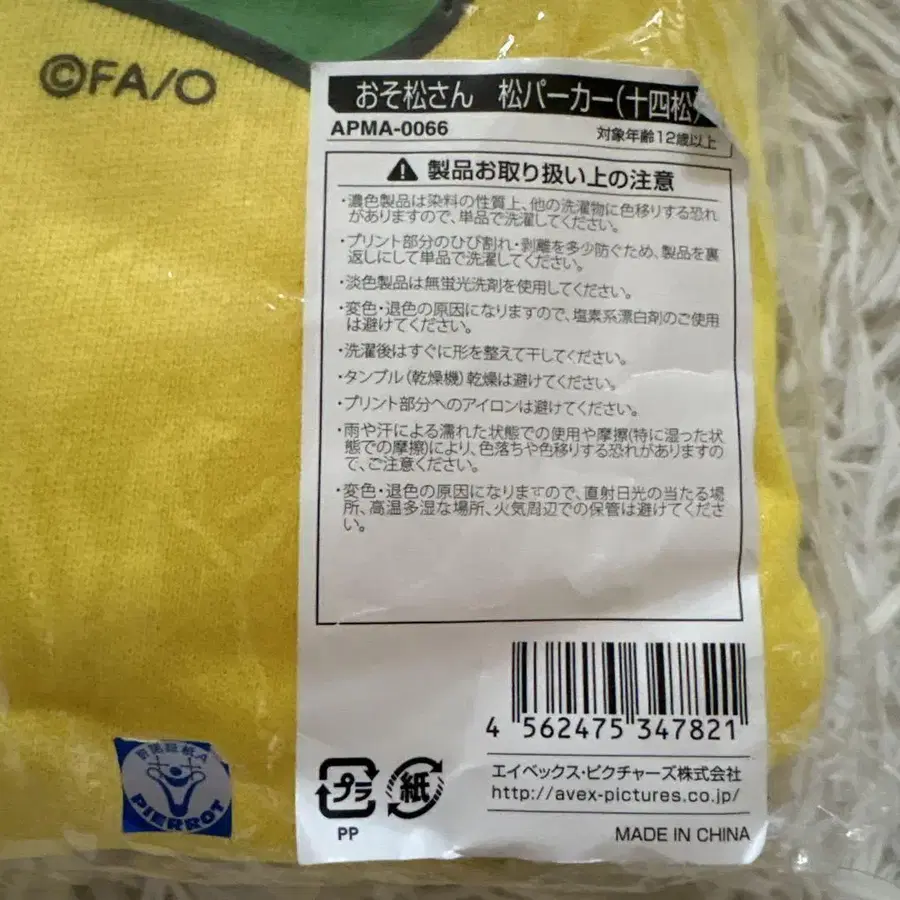 ©FA/O
おそ松さん 松パーカー(十四松)
APMA-0066
対象年齢12歳以上
製品お取り扱い上の注意
・濃色製品は染料の性質上、他の洗濯物に色移りする恐れ
がありますので、単品で洗濯してください。
・プリント部分のひび割れ・剥離を多少防ぐため、製品を裏
返しにして単品で洗濯してください。
・淡色製品は無蛍光洗剤を使用してください。
・変色・退色の原因になりますので、塩素系漂白剤のご使用
は避けてください。
・洗濯後はすぐに形を整えて干してください。
・タンブル(乾燥機)乾燥は避けてください。
・プリント部分へのアイロンは避けてください。
・雨や汗による濡れた状態での使用や摩擦(特に湿った状
態での摩擦)により、色落ちや色移りする恐れがありますの
で、ご注意ください。
・変色・退色の原因になりますので、直射日光の当たる場
所、高温多湿な場所、火気周辺での保管は避けてくださ
い。
4 562475 347821
プラ
紙
PP
エイベックス・ピクチャーズ株式会社
http://avex-pictures.co.jp/
MADE IN CHINA
許諾証紙A
PIERROT